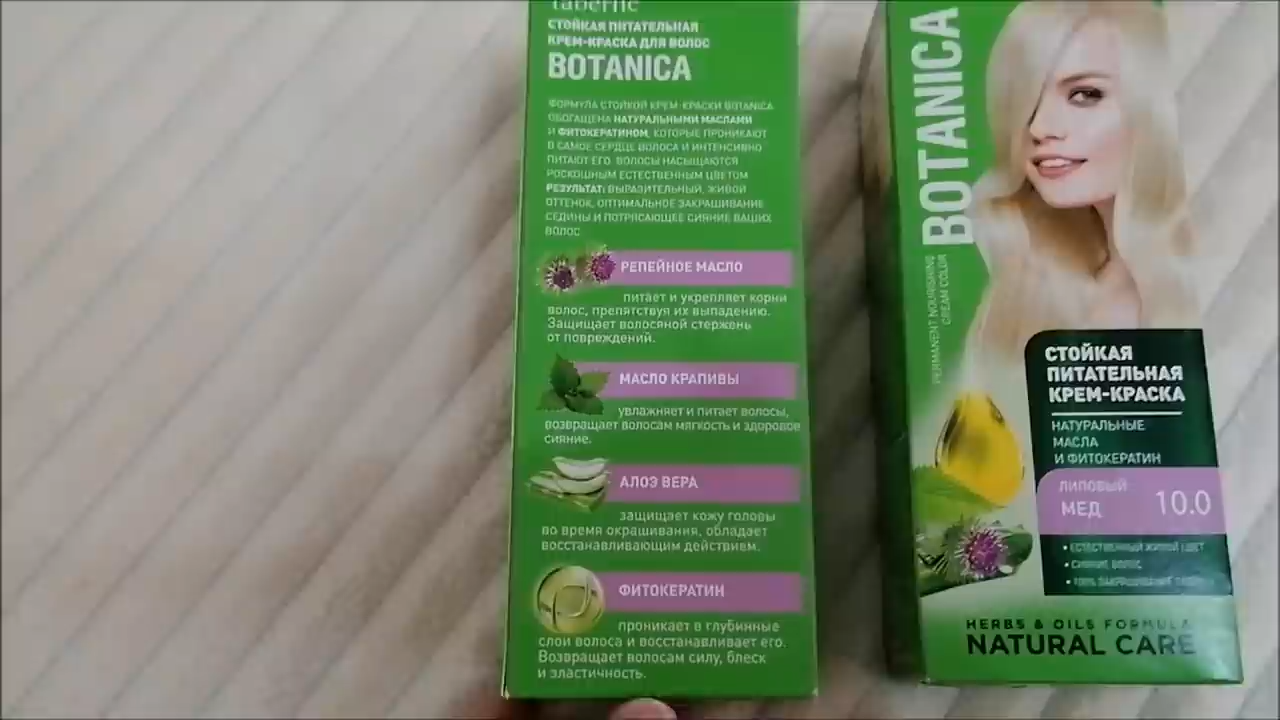 faberlic
СТОЙКАЯ ПИТАТЕЛЬНАЯ
КРЕМ-КРАСКА ДЛЯ ВОЛОС
BOTANICA
ФОРМУЛА СТОЙКОЙ КРЕМ-КРАСКИ BOTANICA
ОБОГАЩЕНА НАТУРАЛЬНЫМИ МАСЛАМИ
И ФИТОКЕРАТИНОМ, КОТОРЫЕ ПРОНИКАЮТ
В САМОЕ СЕРДЦЕ ВОЛОСА И ИНТЕНСИВНО
ПИТАЮТ ЕГО. ВОЛОСЫ НАСЫЩАЮТСЯ
РОСКОШНЫМ ЕСТЕСТВЕННЫМ ЦВЕТОМ.
РЕЗУЛЬТАТ: ВЫРАЗИТЕЛЬНЫЙ, ЖИВОЙ
ОТТЕНОК, ОПТИМАЛЬНОЕ ЗАКРАШИВАНИЕ
СЕДИНЫ И ПОТРЯСАЮЩЕЕ СИЯНИЕ ВАШИХ
ВОЛОС.
РЕПЕЙНОЕ МАСЛО
питает и укрепляет корни
волос, препятствуя их выпадению.
Защищает волосяной стержень
от повреждений.
МАСЛО КРАПИВЫ
увлажняет и питает волосы,
возвращает волосам мягкость и здоровое
сияние.
АЛОЭ ВЕРА
защищает кожу головы
во время окрашивания, обладает
восстанавливающим действием.
ФИТОКЕРАТИН
проникает в глубинные
слои волоса и восстанавливает его.
Возвращает волосам силу, блеск
и эластичность.
BOTANICA
PERMANENT NOURISHING
CREAM COLOR
СТОЙКАЯ
ПИТАТЕЛЬНАЯ
КРЕМ-КРАСКА
НАТУРАЛЬНЫЕ
МАСЛА
И ФИТОКЕРАТИН
ЛИПОВЫЙ
МЕД 10.0
• ЕСТЕСТВЕННЫЙ ЖИВОЙ ЦВЕТ
• СИЯНИЕ ВОЛОС
• 100% ЗАКРАШИВАНИЕ СЕДИНЫ
HERBS & OILS FORMULA
NATURAL CARE